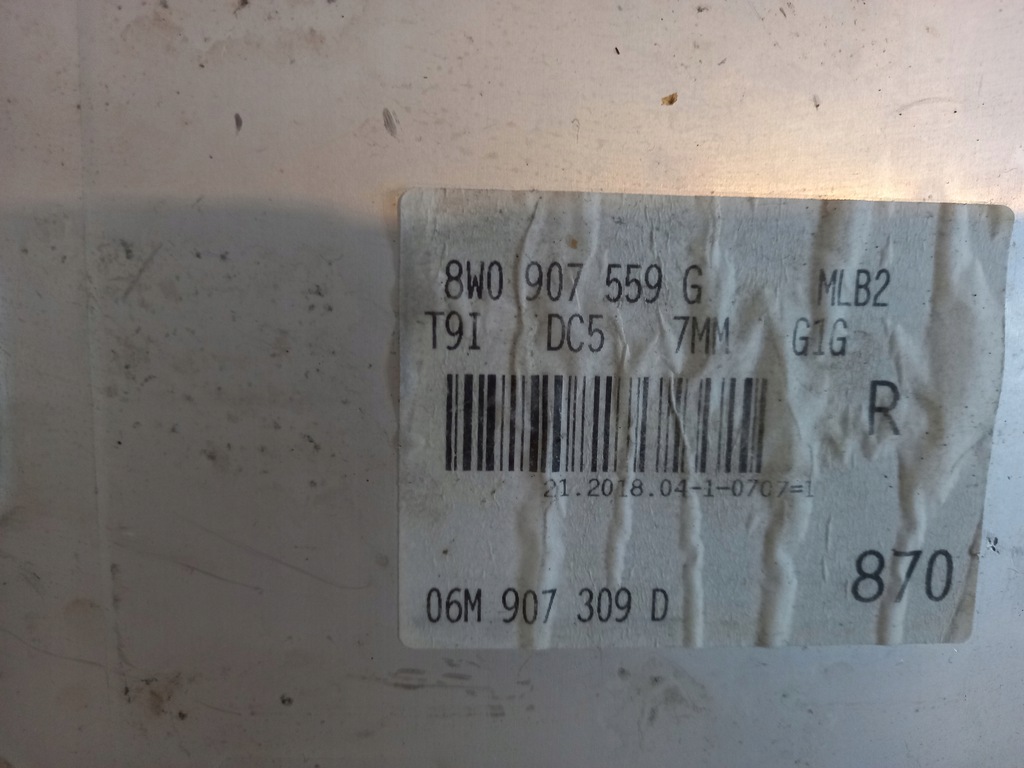 8W0 907 559 G MLB2
T9I DC5 7MM G1G
R
21.2018.04-1-0707=1
870
06M 907 309 D